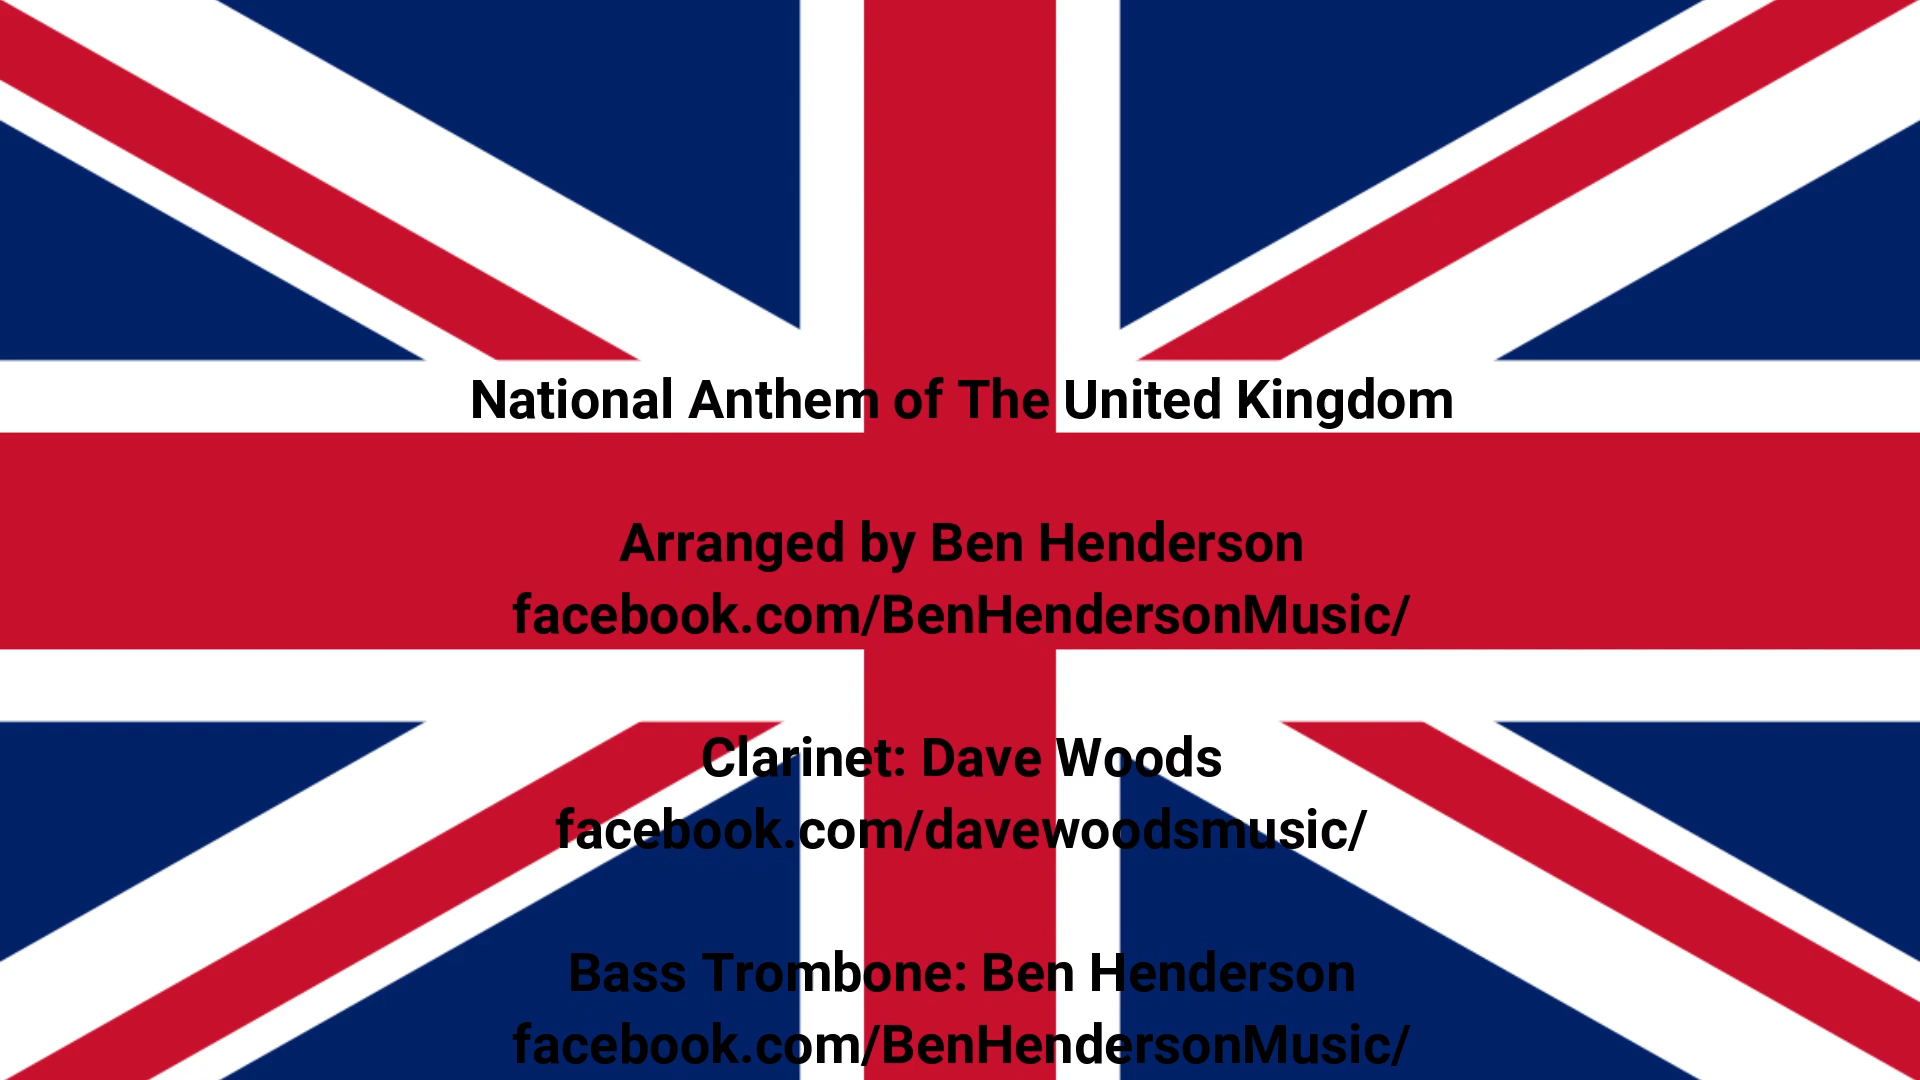 National Anthem of The United Kingdom
Arranged by Ben Henderson
facebook.com/BenHendersonMusic/
Clarinet: Dave Woods
facebook.com/davewoodsmusic/
Bass Trombone: Ben Henderson
facebook.com/BenHendersonMusic/